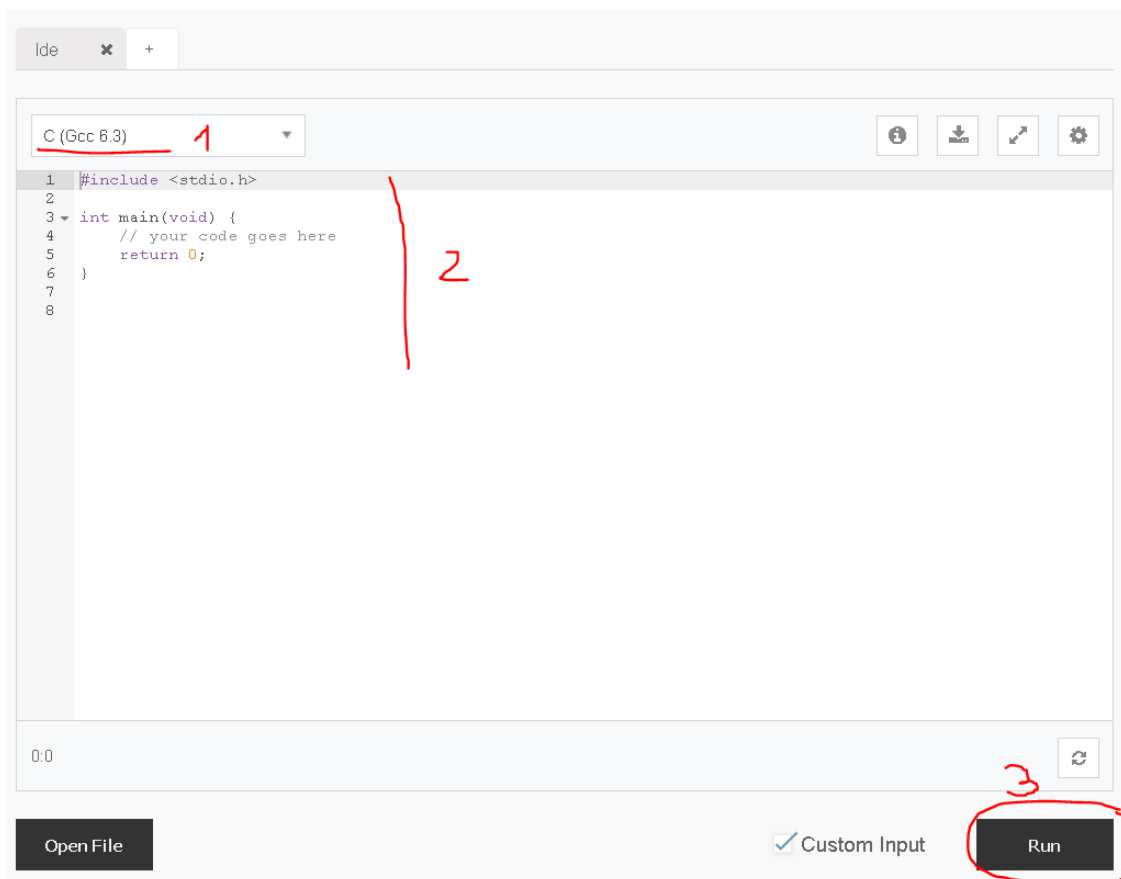 Ide × +
C (Gcc 6.3) 1
1 #include <stdio.h>
2
3 int main(void) {
4     // your code goes here
5     return 0;
6 }
7
8
2
0:0
3
Open File Custom Input Run